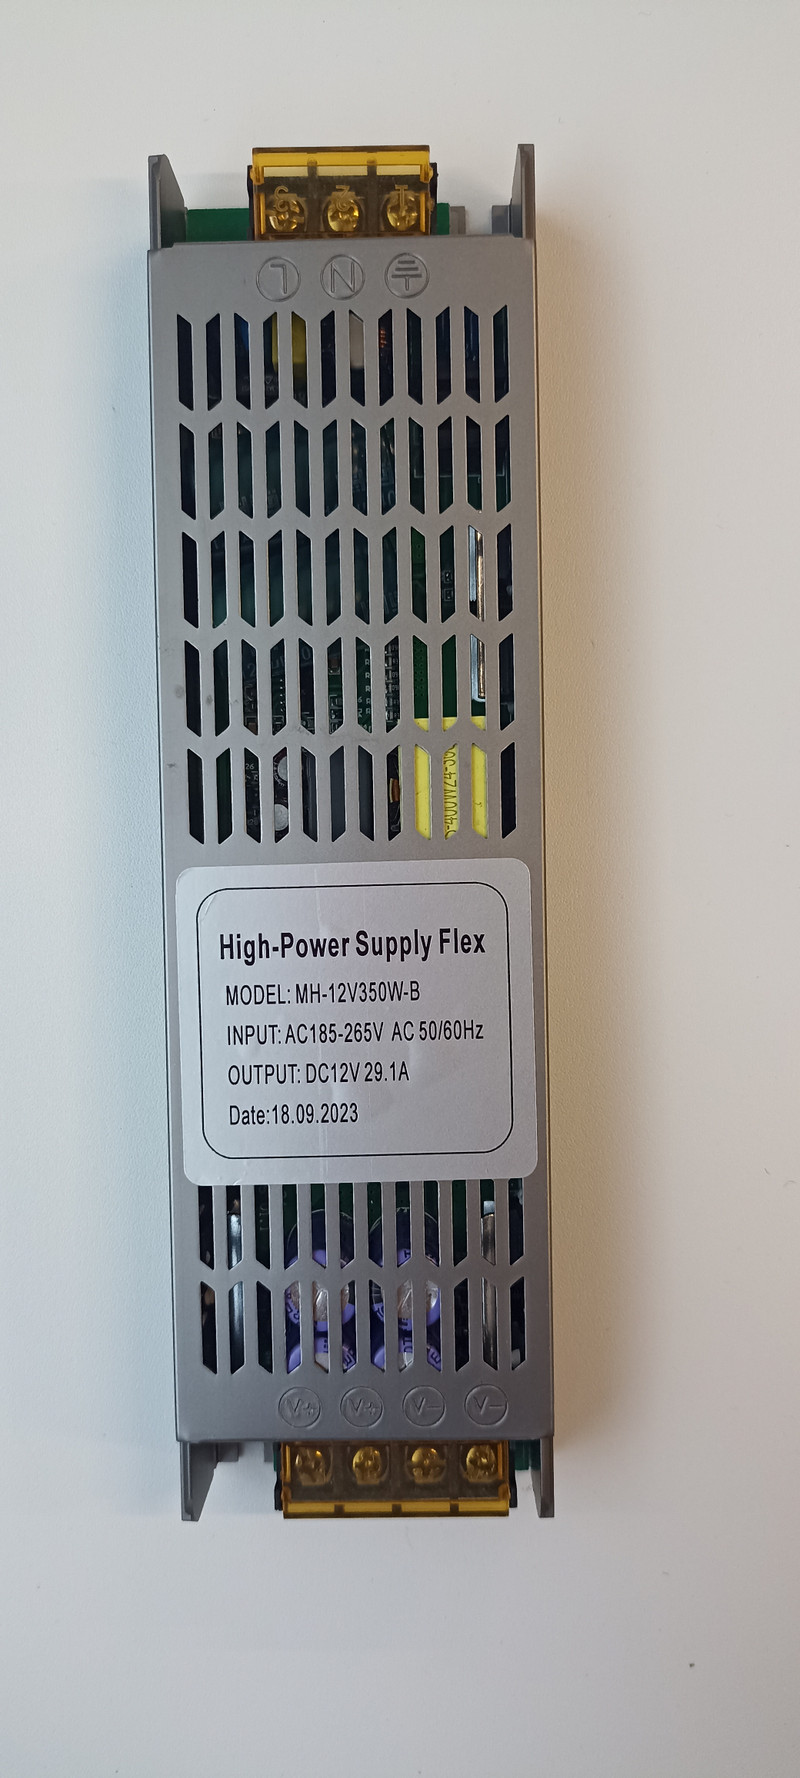 L N
High-Power Supply Flex
MODEL: MH-12V350W-B
INPUT: AC185-265V AC 50/60Hz
OUTPUT: DC12V 29.1A
Date:18.09.2023
V+ V+ V- V-